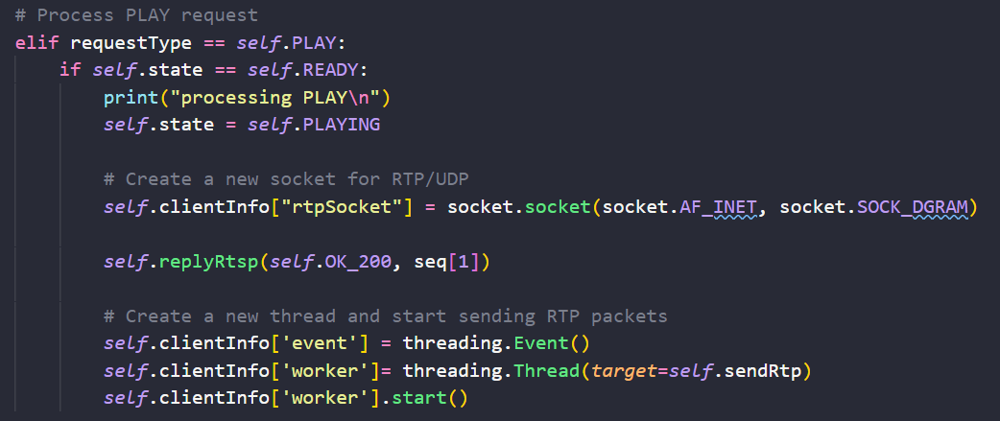 # Process PLAY request
elif requestType == self.PLAY:
    if self.state == self.READY:
        print("processing PLAY\n")
        self.state = self.PLAYING

        # Create a new socket for RTP/UDP
        self.clientInfo["rtpSocket"] = socket.socket(socket.AF_INET, socket.SOCK_DGRAM)

        self.replyRtsp(self.OK_200, seq[1])

        # Create a new thread and start sending RTP packets
        self.clientInfo['event'] = threading.Event()
        self.clientInfo['worker']= threading.Thread(target=self.sendRtp)
        self.clientInfo['worker'].start()